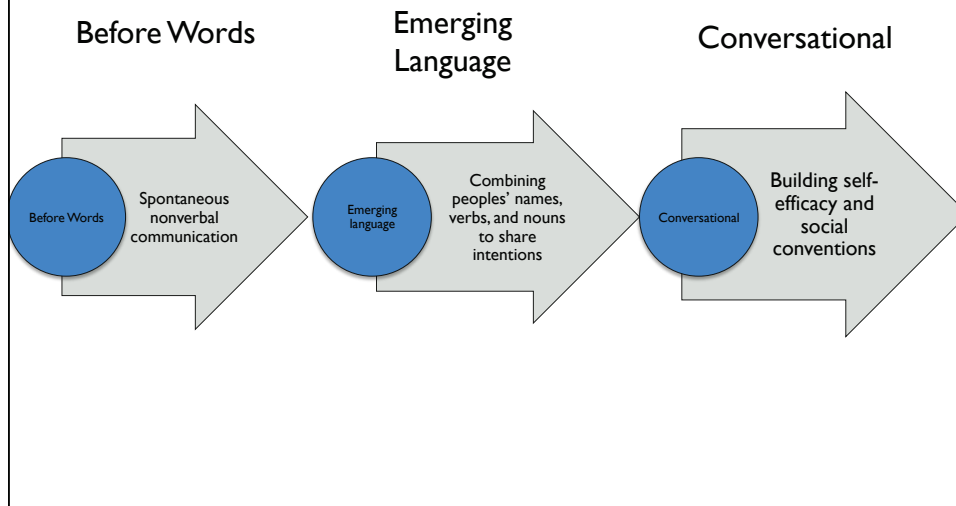 Before Words
Emerging
Language
Conversational
Before Words
Spontaneous
nonverbal
communication
Emerging
language
Combining
peoples’ names,
verbs, and nouns
to share
intentions
Conversational
Building self-
efficacy and
social
conventions